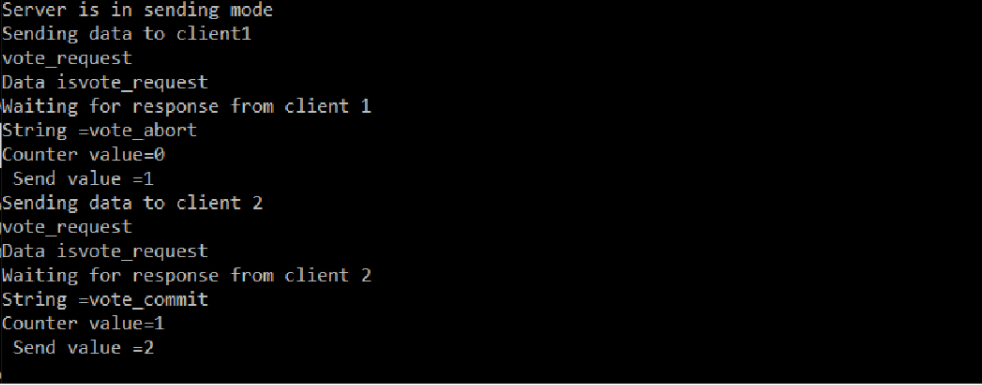 Server is in sending mode
Sending data to client1
vote_request
Data isvote_request
Waiting for response from client 1
String =vote_abort
Counter value=0
Send value =1
Sending data to client 2
vote_request
Data isvote_request
Waiting for response from client 2
String =vote_commit
Counter value=1
Send value =2